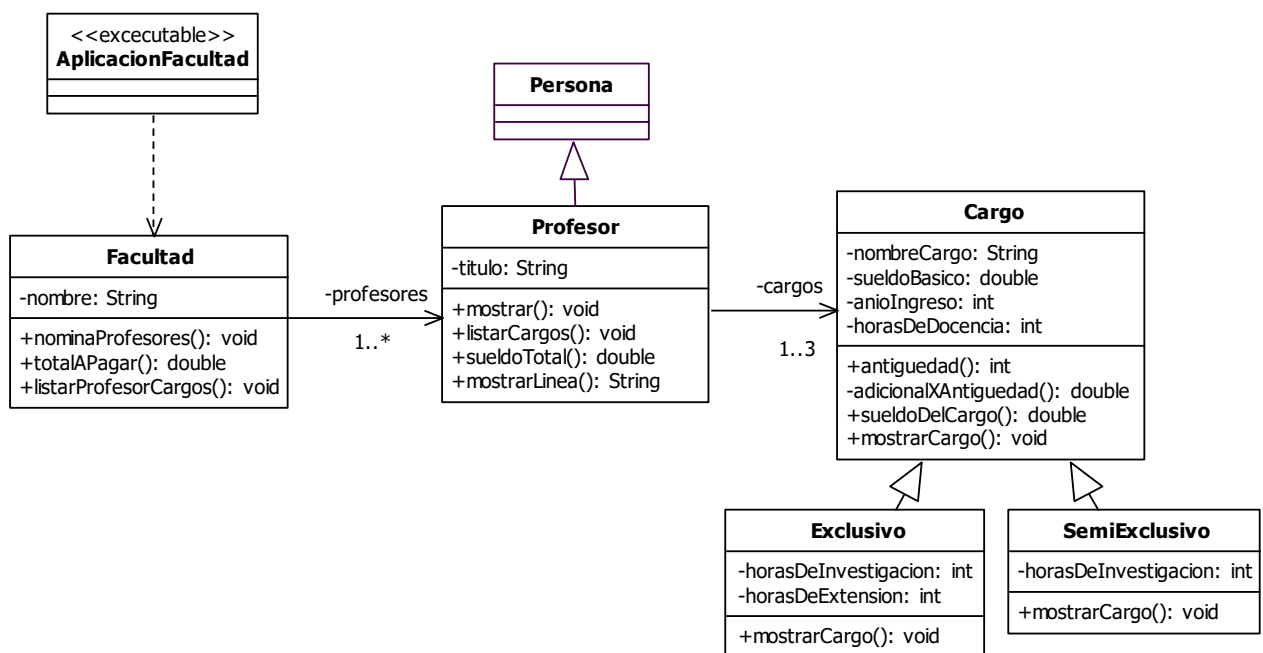 <<excecutable>>
AplicacionFacultad
Persona
Facultad
-nombre: String
+nominaProfesores(): void
+totalAPagar(): double
+listarProfesorCargos(): void
-profesores
1..*
Profesor
-titulo: String
+mostrar(): void
+listarCargos(): void
+sueldoTotal(): double
+mostrarLinea(): String
-cargos
1..3
Cargo
-nombreCargo: String
-sueldoBasico: double
-anioIngreso: int
-horasDeDocencia: int
+antiguedad(): int
-adicionalXAntiguedad(): double
+sueldoDelCargo(): double
+mostrarCargo(): void
Exclusivo
-horasDeInvestigacion: int
-horasDeExtension: int
+mostrarCargo(): void
SemiExclusivo
-horasDeInvestigacion: int
+mostrarCargo(): void